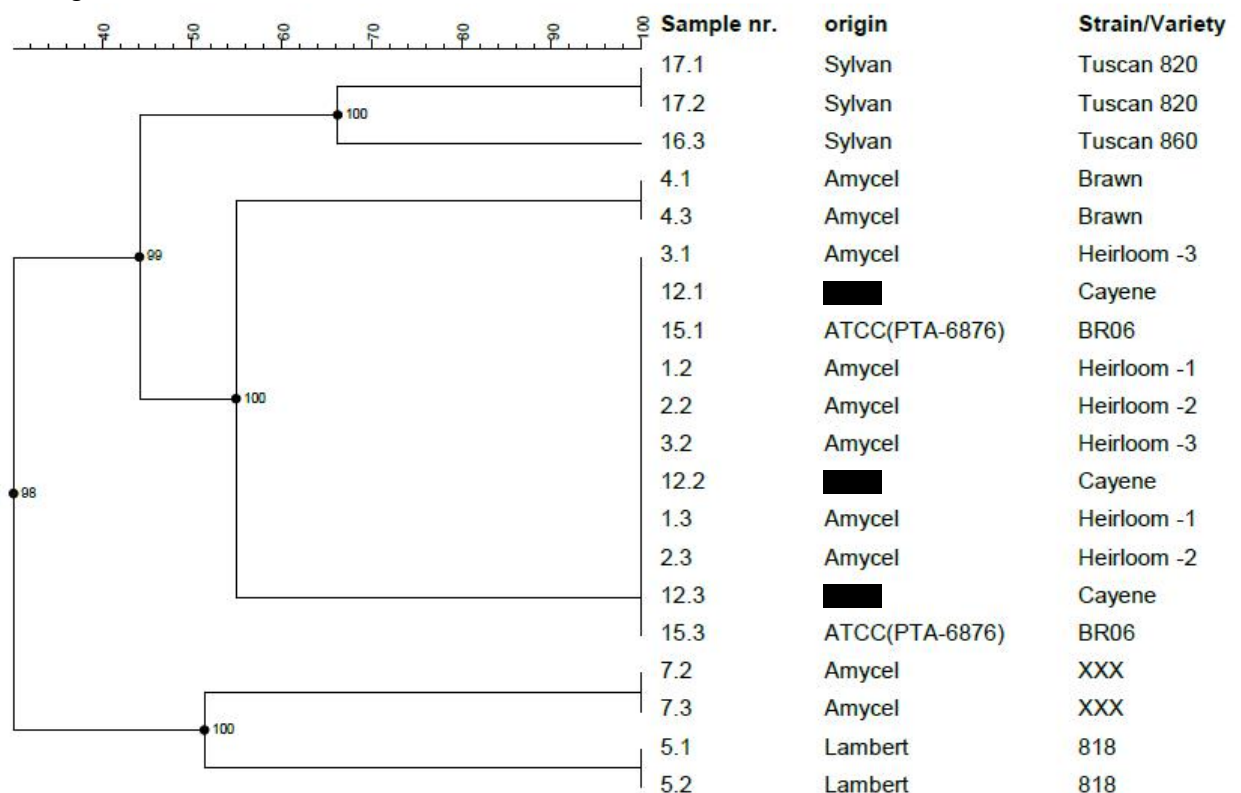 40 50 60 70 80 90 100 Sample nr. origin Strain/Variety
17.1 Sylvan Tuscan 820
100
17.2 Sylvan Tuscan 820
16.3 Sylvan Tuscan 860
4.1 Amycel Brawn
4.3 Amycel Brawn
99
3.1 Amycel Heirloom -3
12.1 Cayene
15.1 ATCC(PTA-6876) BR06
1.2 Amycel Heirloom -1
100
2.2 Amycel Heirloom -2
3.2 Amycel Heirloom -3
12.2 Cayene
98
1.3 Amycel Heirloom -1
2.3 Amycel Heirloom -2
12.3 Cayene
15.3 ATCC(PTA-6876) BR06
7.2 Amycel XXX
7.3 Amycel XXX
100
5.1 Lambert 818
5.2 Lambert 818